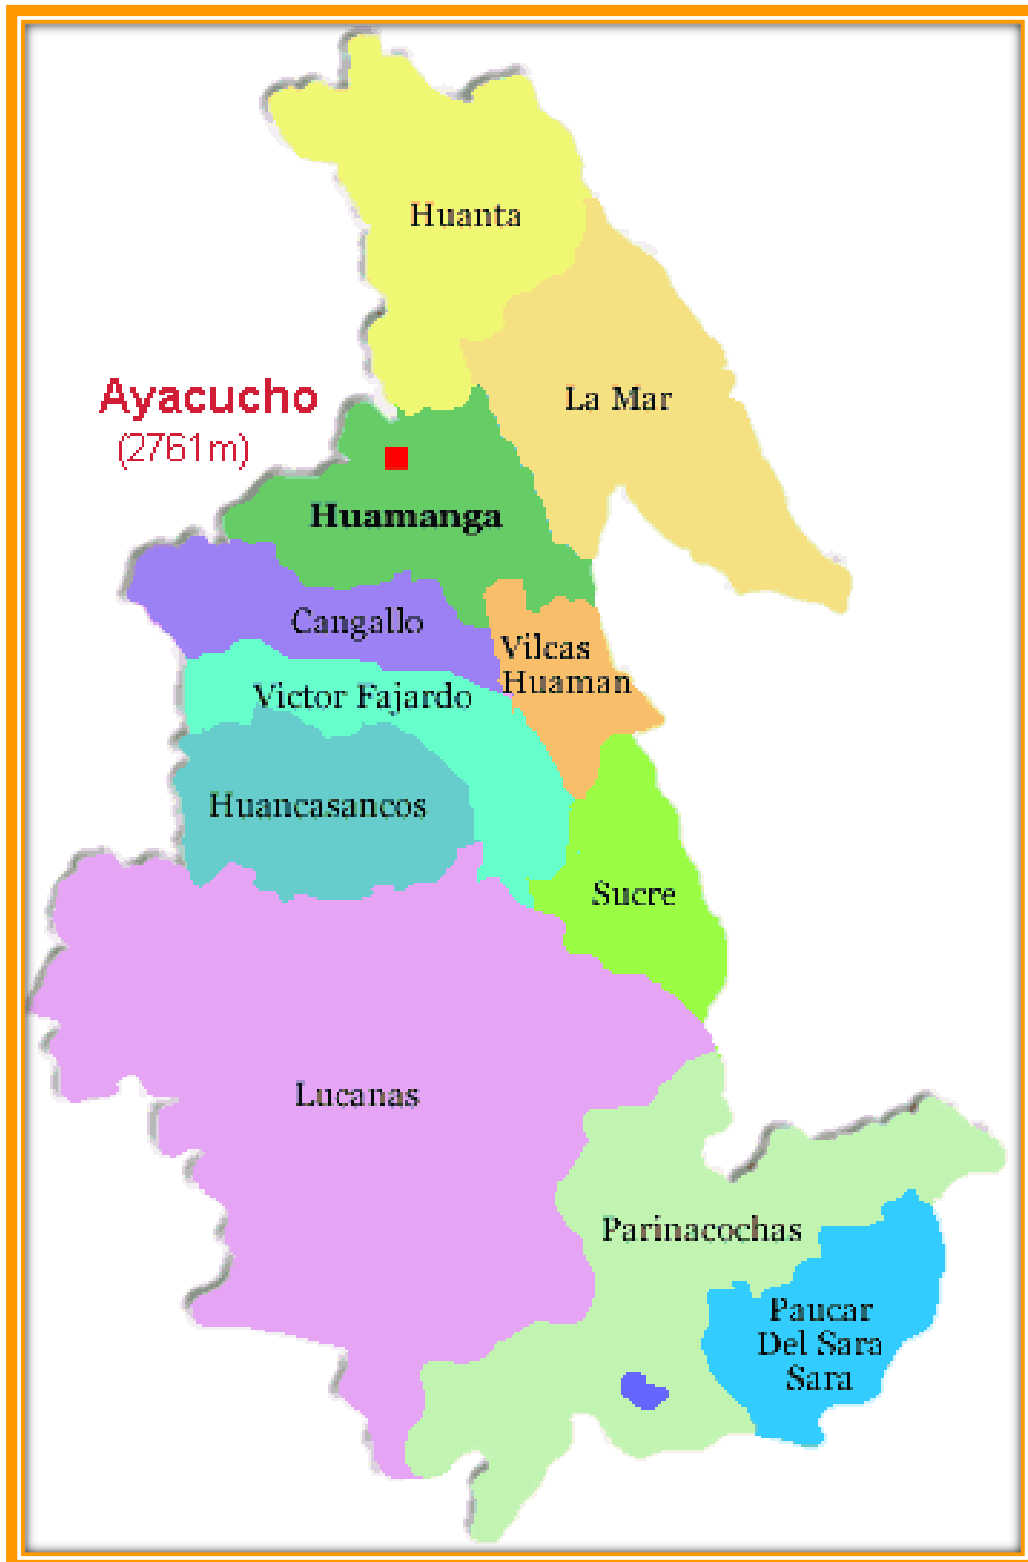 Huanta
Ayacucho
(2761m)
La Mar
Huamanga
Cangallo
Vilcas
Huaman
Victor Fajardo
Huancasancos
Sucre
Lucanas
Parinacochas
Paucar
Del Sara
Sara